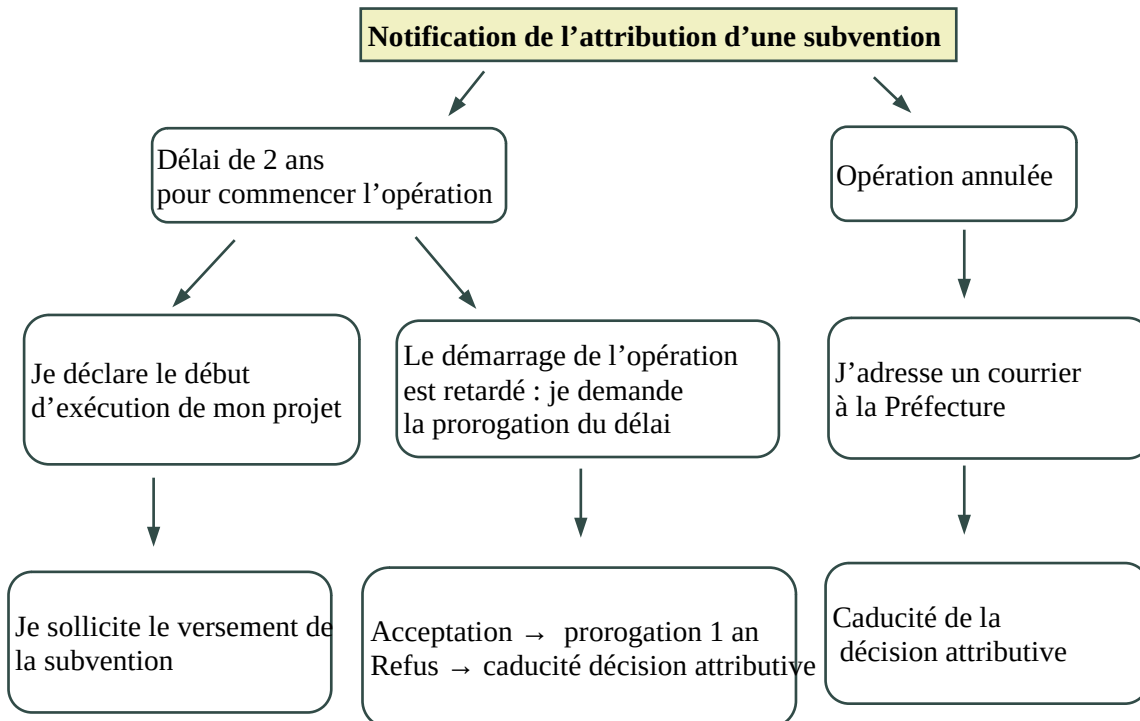 Notification de l’attribution d’une subvention
Délai de 2 ans
pour commencer l’opération
Opération annulée
Je déclare le début
d’exécution de mon projet
Le démarrage de l’opération
est retardé : je demande
la prorogation du délai
J’adresse un courrier
à la Préfecture
Je sollicite le versement de
la subvention
Acceptation → prorogation 1 an
Refus → caducité décision attributive
Caducité de la
décision attributive